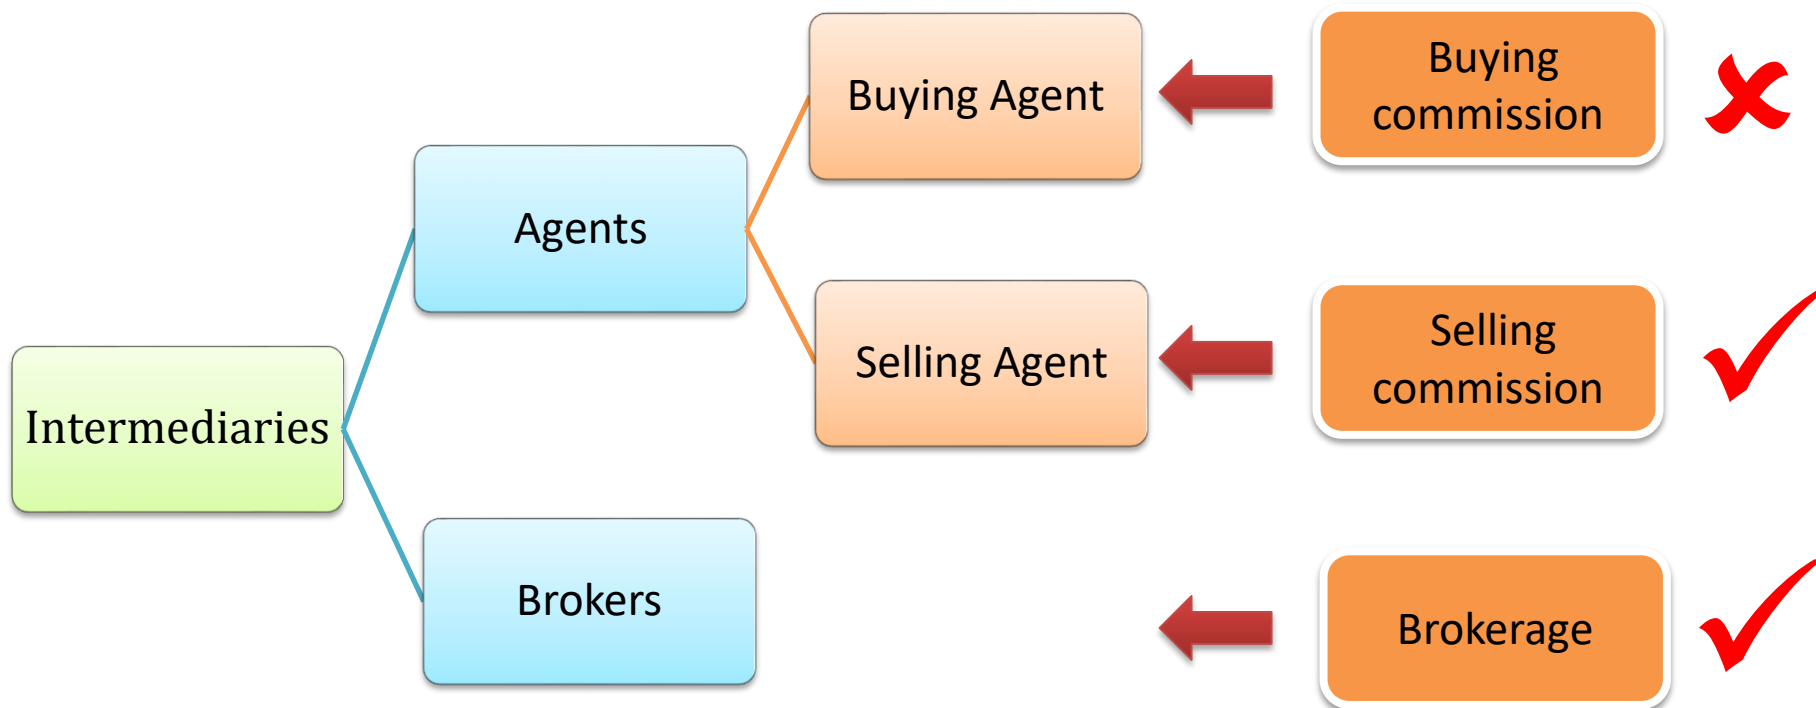 Buying
commission
Buying Agent
Agents
Selling
commission
Selling Agent
Intermediaries
Brokers
Brokerage